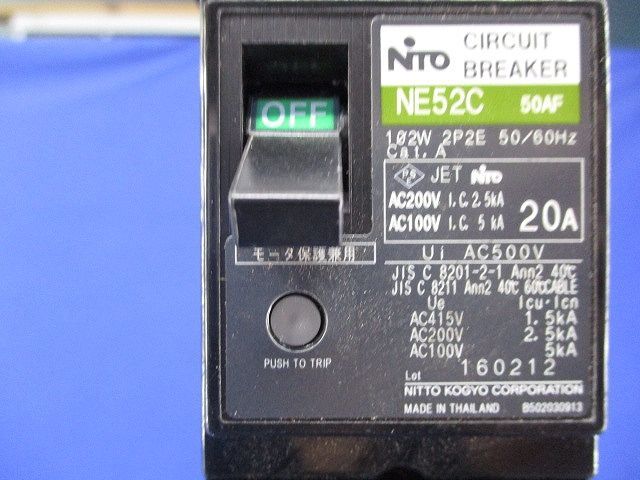 NITO CIRCUIT BREAKER
NE52C 50AF
OFF
102W 2P2E 50/60Hz
Cat. A
PS E JET NITO
AC200V I.C. 2.5kA
AC100V I.C. 5 kA
20A
モータ保護兼用
Ui AC500V
JIS C 8201-2-1 Ann2 40℃
JIS C 8211 Ann2 40℃ 60℃CABLE
Ue Icu·Icn
AC415V 1.5kA
AC200V 2.5kA
AC100V 5kA
PUSH TO TRIP
Lot 160212
NITTO KOGYO CORPORATION
MADE IN THAILAND B502030913